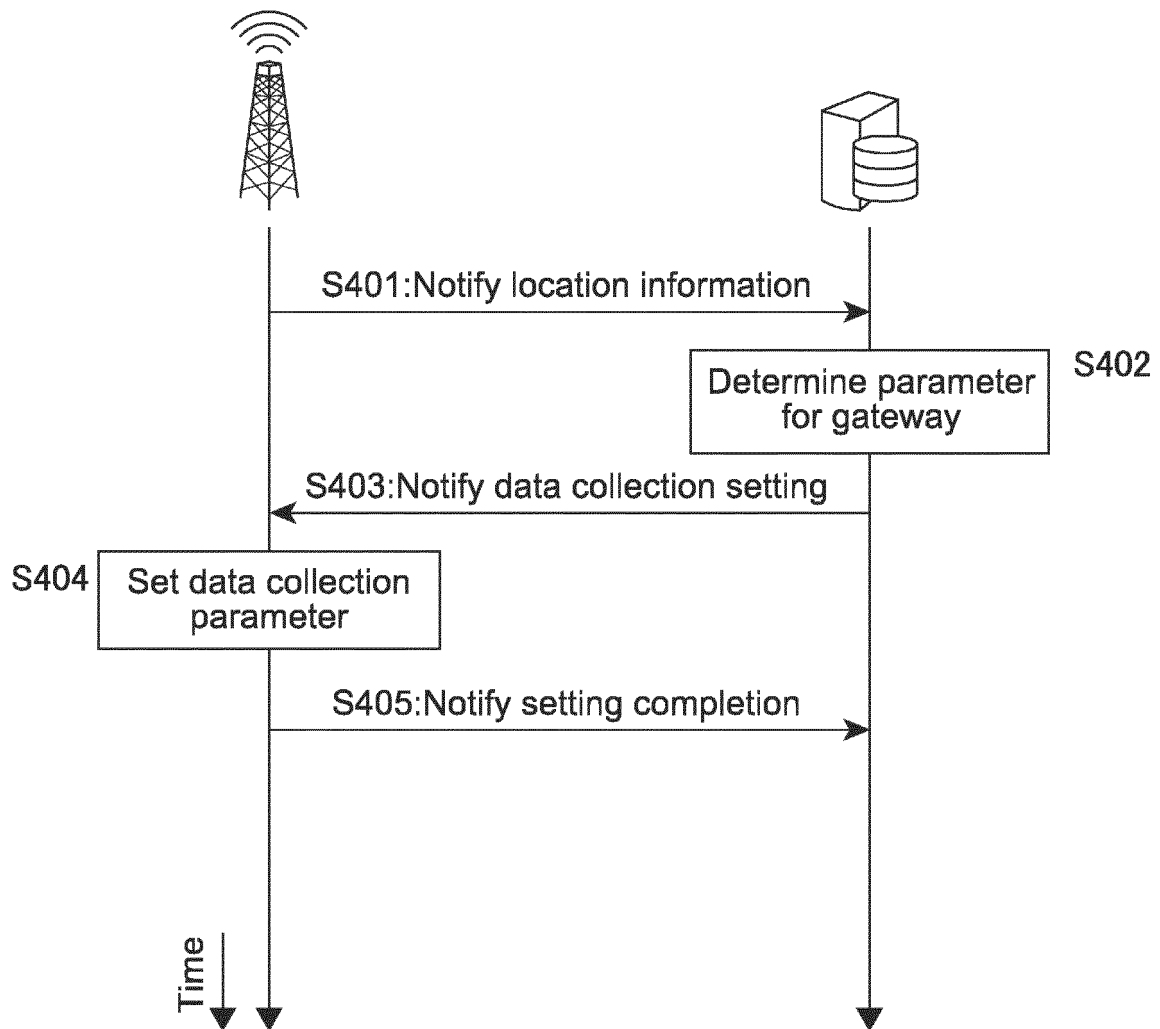 S401:Notify location information
S402
Determine parameter
for gateway
S403:Notify data collection setting
S404
Set data collection
parameter
S405:Notify setting completion
Time